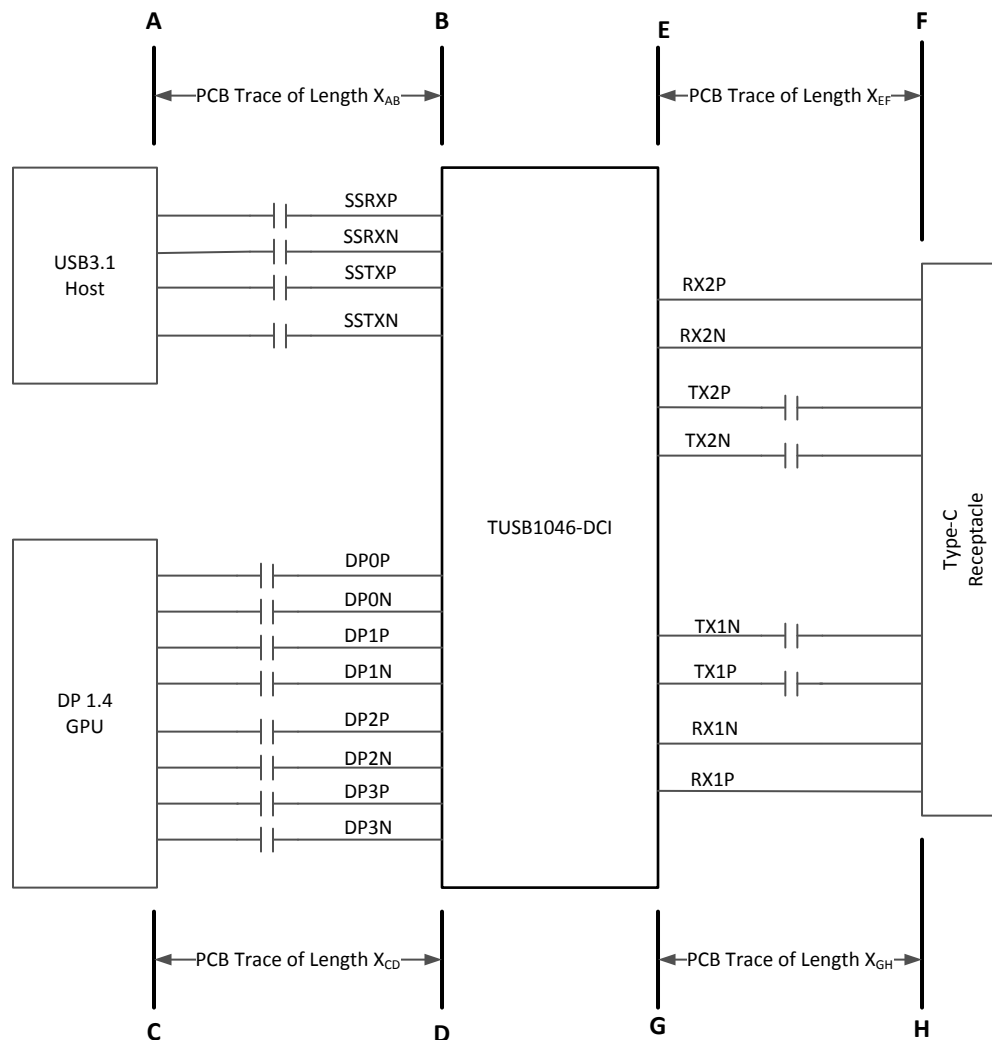 A
B
E
F
PCB Trace of Length XAB
PCB Trace of Length XEF
USB3.1
Host
SSRXP
SSRXN
SSTXP
SSTXN
RX2P
RX2N
TX2P
TX2N
TUSB1046-DCI
Type-C
Receptacle
DP 1.4
GPU
DP0P
DP0N
DP1P
DP1N
DP2P
DP2N
DP3P
DP3N
TX1N
TX1P
RX1N
RX1P
PCB Trace of Length XCD
PCB Trace of Length XGH
C
D
G
H